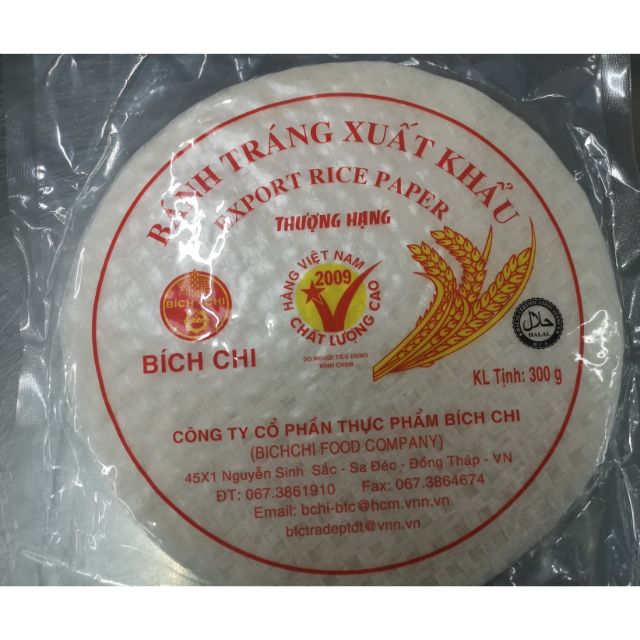 BÁNH TRÁNG XUẤT KHẨU
EXPORT RICE PAPER
THƯỢNG HẠNG
BÍCH CHI
BÍCH CHI
HÀNG VIỆT NAM
2009
CHẤT LƯỢNG CAO
DO NGƯỜI TIÊU DÙNG
BÌNH CHỌN
حلال
HALAL
KL Tịnh: 300 g
CÔNG TY CỔ PHẦN THỰC PHẨM BÍCH CHI
(BICHCHI FOOD COMPANY)
45X1 Nguyễn Sinh Sắc - Sa Đéc - Đồng Tháp - VN
ĐT: 067.3861910 Fax: 067.3864674
Email: bchi-bfc@hcm.vnn.vn
bfctradeptdt@vnn.vn